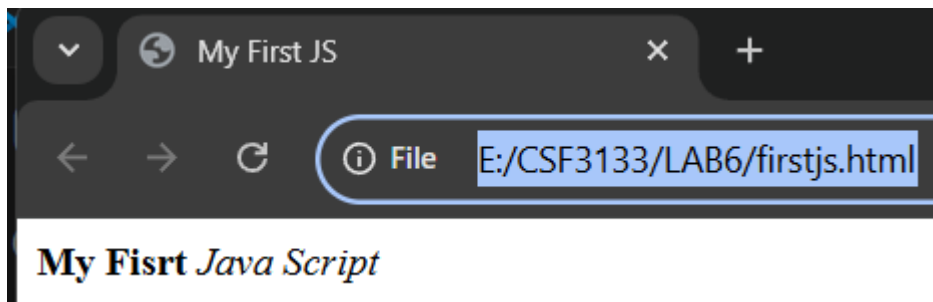 My First JS
File E:/CSF3133/LAB6/firstjs.html
My Fisrt Java Script